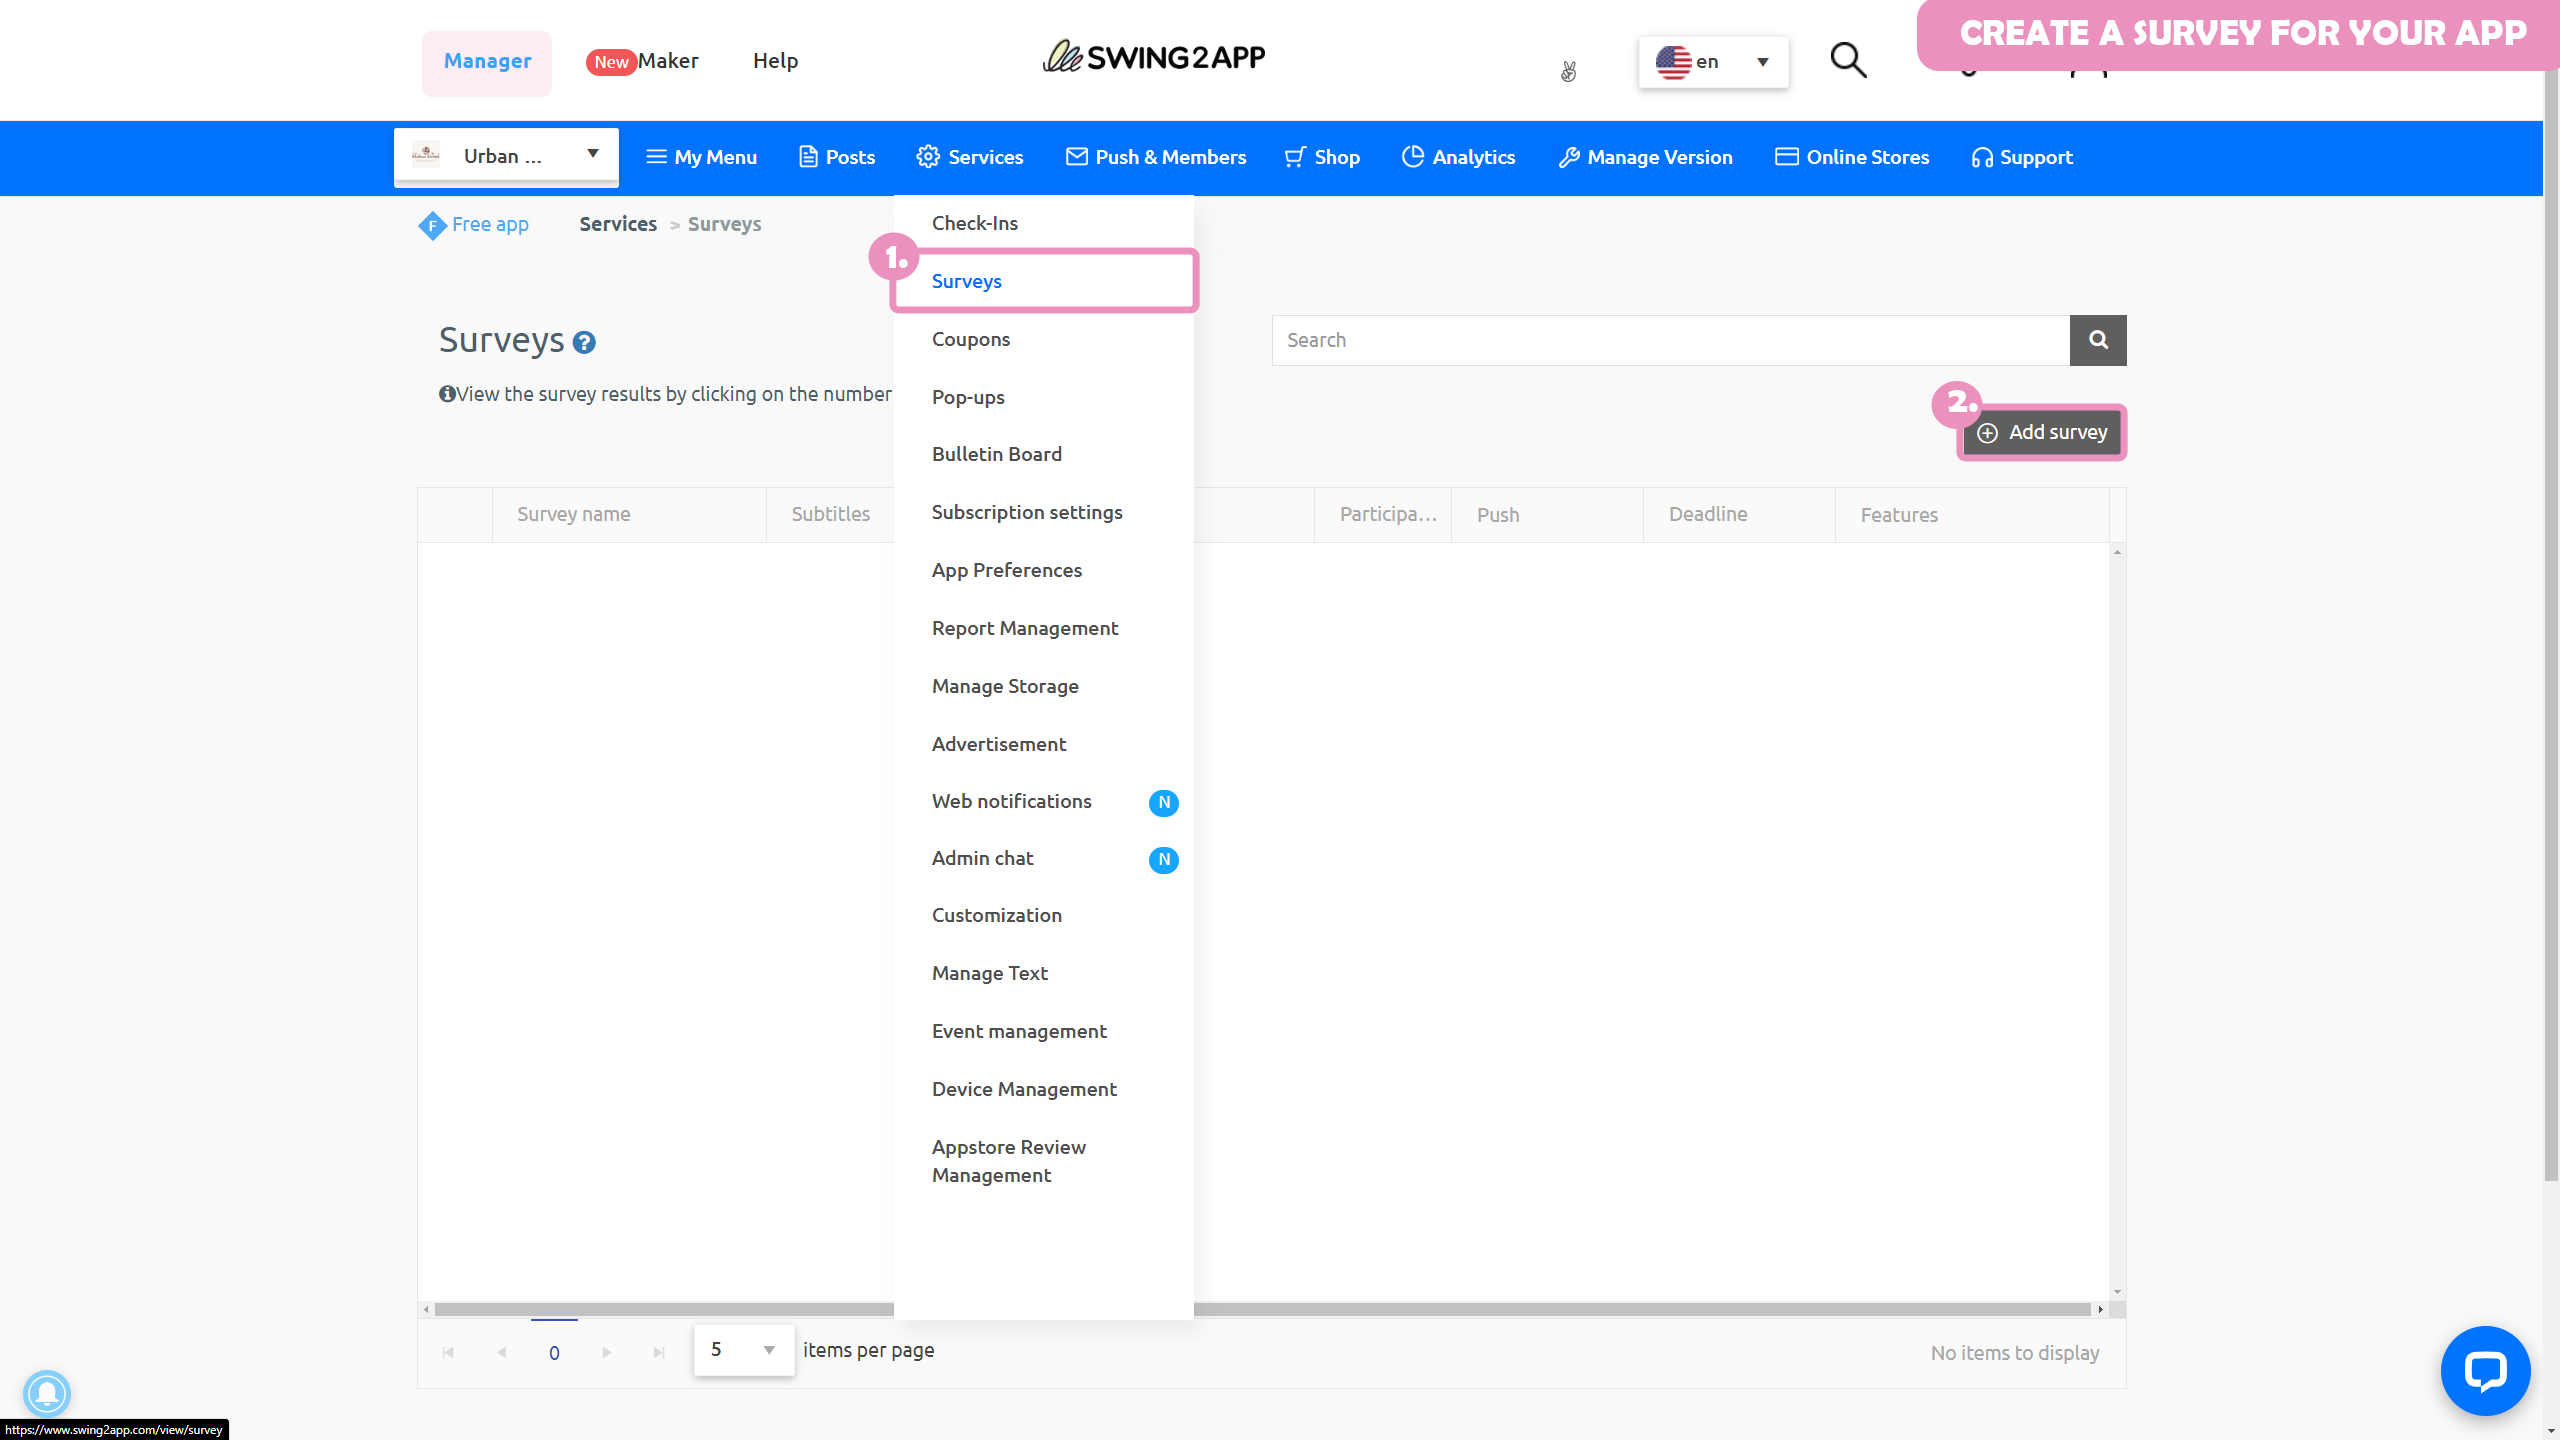 CREATE A SURVEY FOR YOUR APP
Manager
New Maker
Help
SWING2APP
en
Urban ...
My Menu
Posts
Services
Push & Members
Shop
Analytics
Manage Version
Online Stores
Support
F Free app
Services > Surveys
Check-Ins
1.
Surveys
Coupons
Pop-ups
Bulletin Board
Subscription settings
App Preferences
Report Management
Manage Storage
Advertisement
Web notifications N
Admin chat N
Customization
Manage Text
Event management
Device Management
Appstore Review
Management
Surveys ?
Search
View the survey results by clicking on the number
2.
Add survey
Survey name
Subtitles
Participa...
Push
Deadline
Features
0
5
items per page
No items to display
https://www.swing2app.com/view/survey